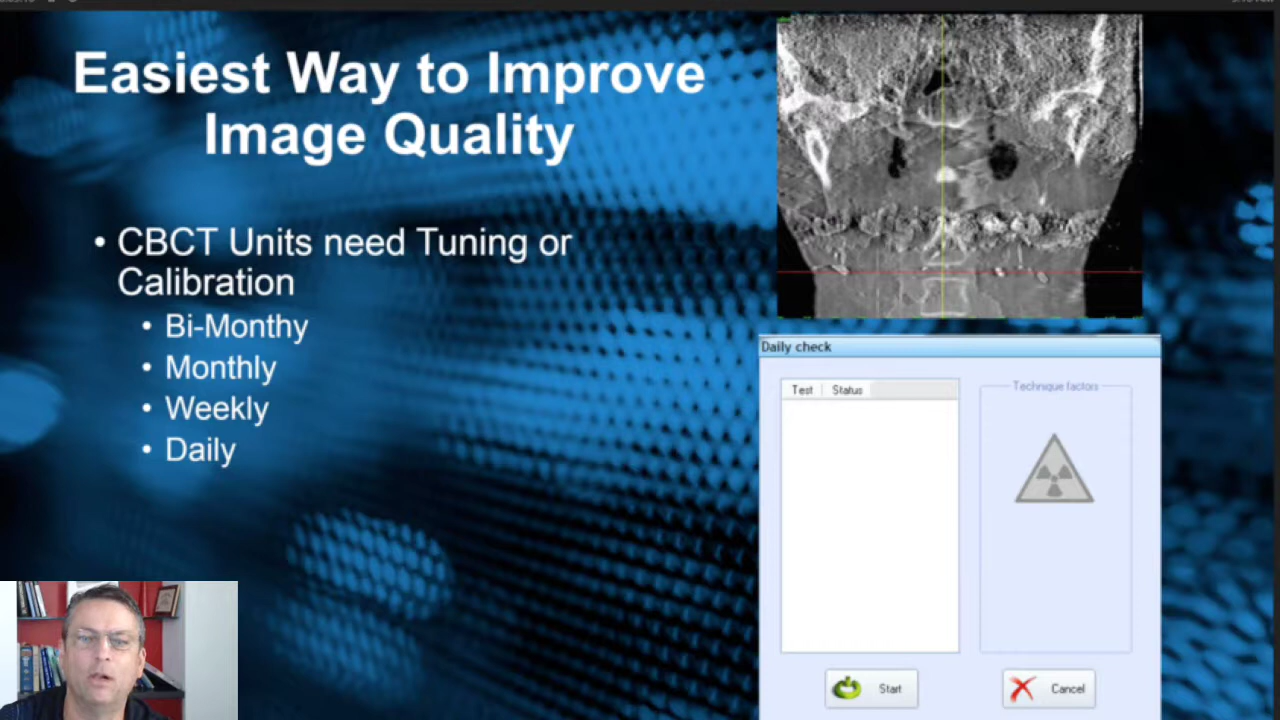 Easiest Way to Improve
Image Quality
• CBCT Units need Tuning or
Calibration
• Bi-Monthy
• Monthly
• Weekly
• Daily
Daily check
Test Status
Technique factors
Start
Cancel